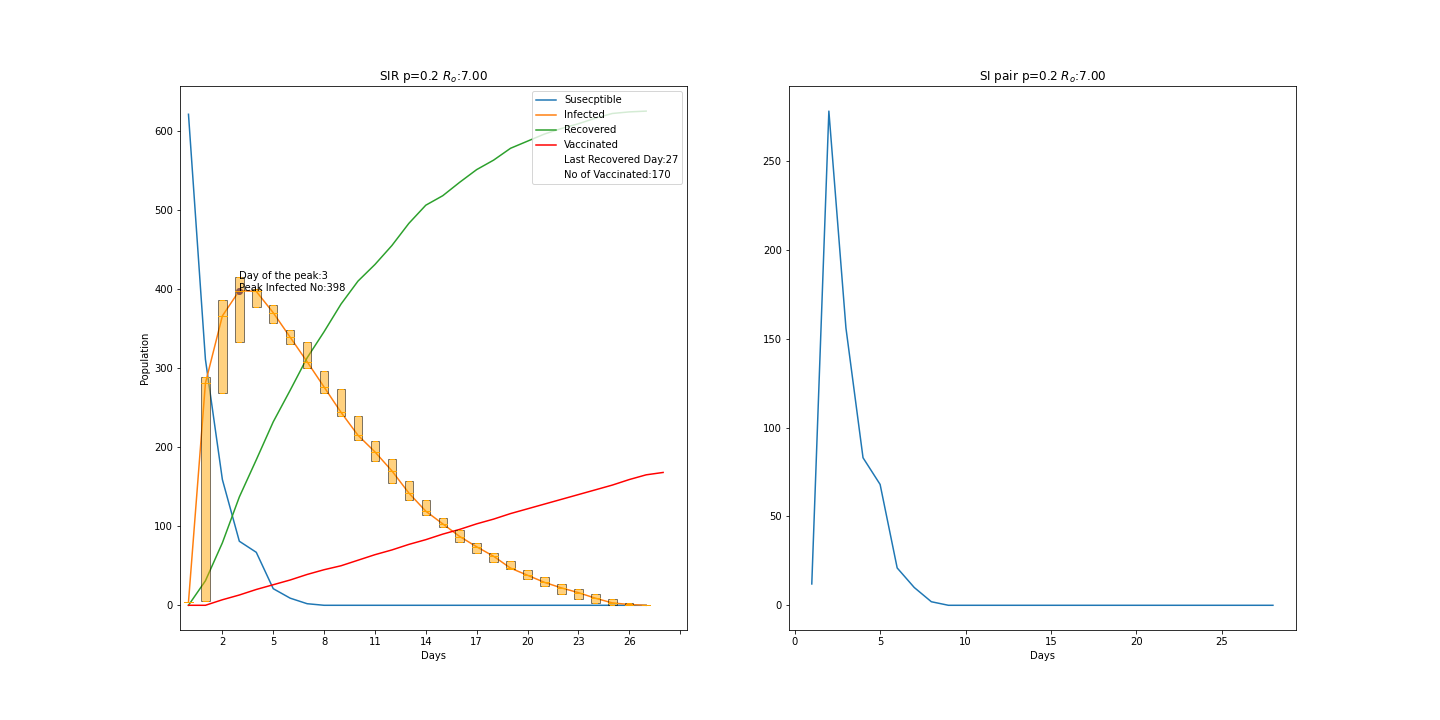 SIR p=0.2 Rₒ:7.00
Susecptible
Infected
Recovered
Vaccinated
Last Recovered Day:27
No of Vaccinated:170
Day of the peak:3
Peak Infected No:398
Population
600
500
400
300
200
100
0
2 5 8 11 14 17 20 23 26
Days
SI pair p=0.2 Rₒ:7.00
250
200
150
100
50
0
0 5 10 15 20 25
Days